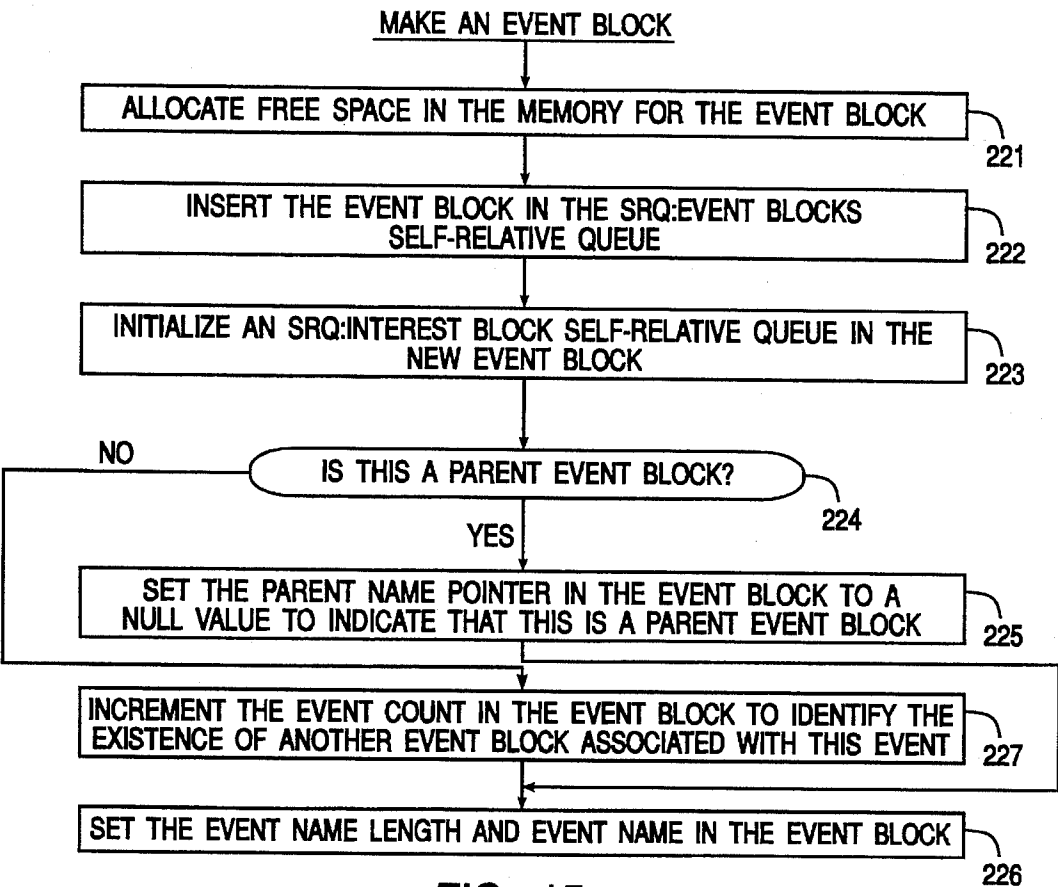 MAKE AN EVENT BLOCK
ALLOCATE FREE SPACE IN THE MEMORY FOR THE EVENT BLOCK
221
INSERT THE EVENT BLOCK IN THE SRQ:EVENT BLOCKS
SELF-RELATIVE QUEUE
222
INITIALIZE AN SRQ:INTEREST BLOCK SELF-RELATIVE QUEUE IN THE
NEW EVENT BLOCK
223
NO
IS THIS A PARENT EVENT BLOCK?
224
YES
SET THE PARENT NAME POINTER IN THE EVENT BLOCK TO A
NULL VALUE TO INDICATE THAT THIS IS A PARENT EVENT BLOCK
225
INCREMENT THE EVENT COUNT IN THE EVENT BLOCK TO IDENTIFY THE
EXISTENCE OF ANOTHER EVENT BLOCK ASSOCIATED WITH THIS EVENT
227
SET THE EVENT NAME LENGTH AND EVENT NAME IN THE EVENT BLOCK
226